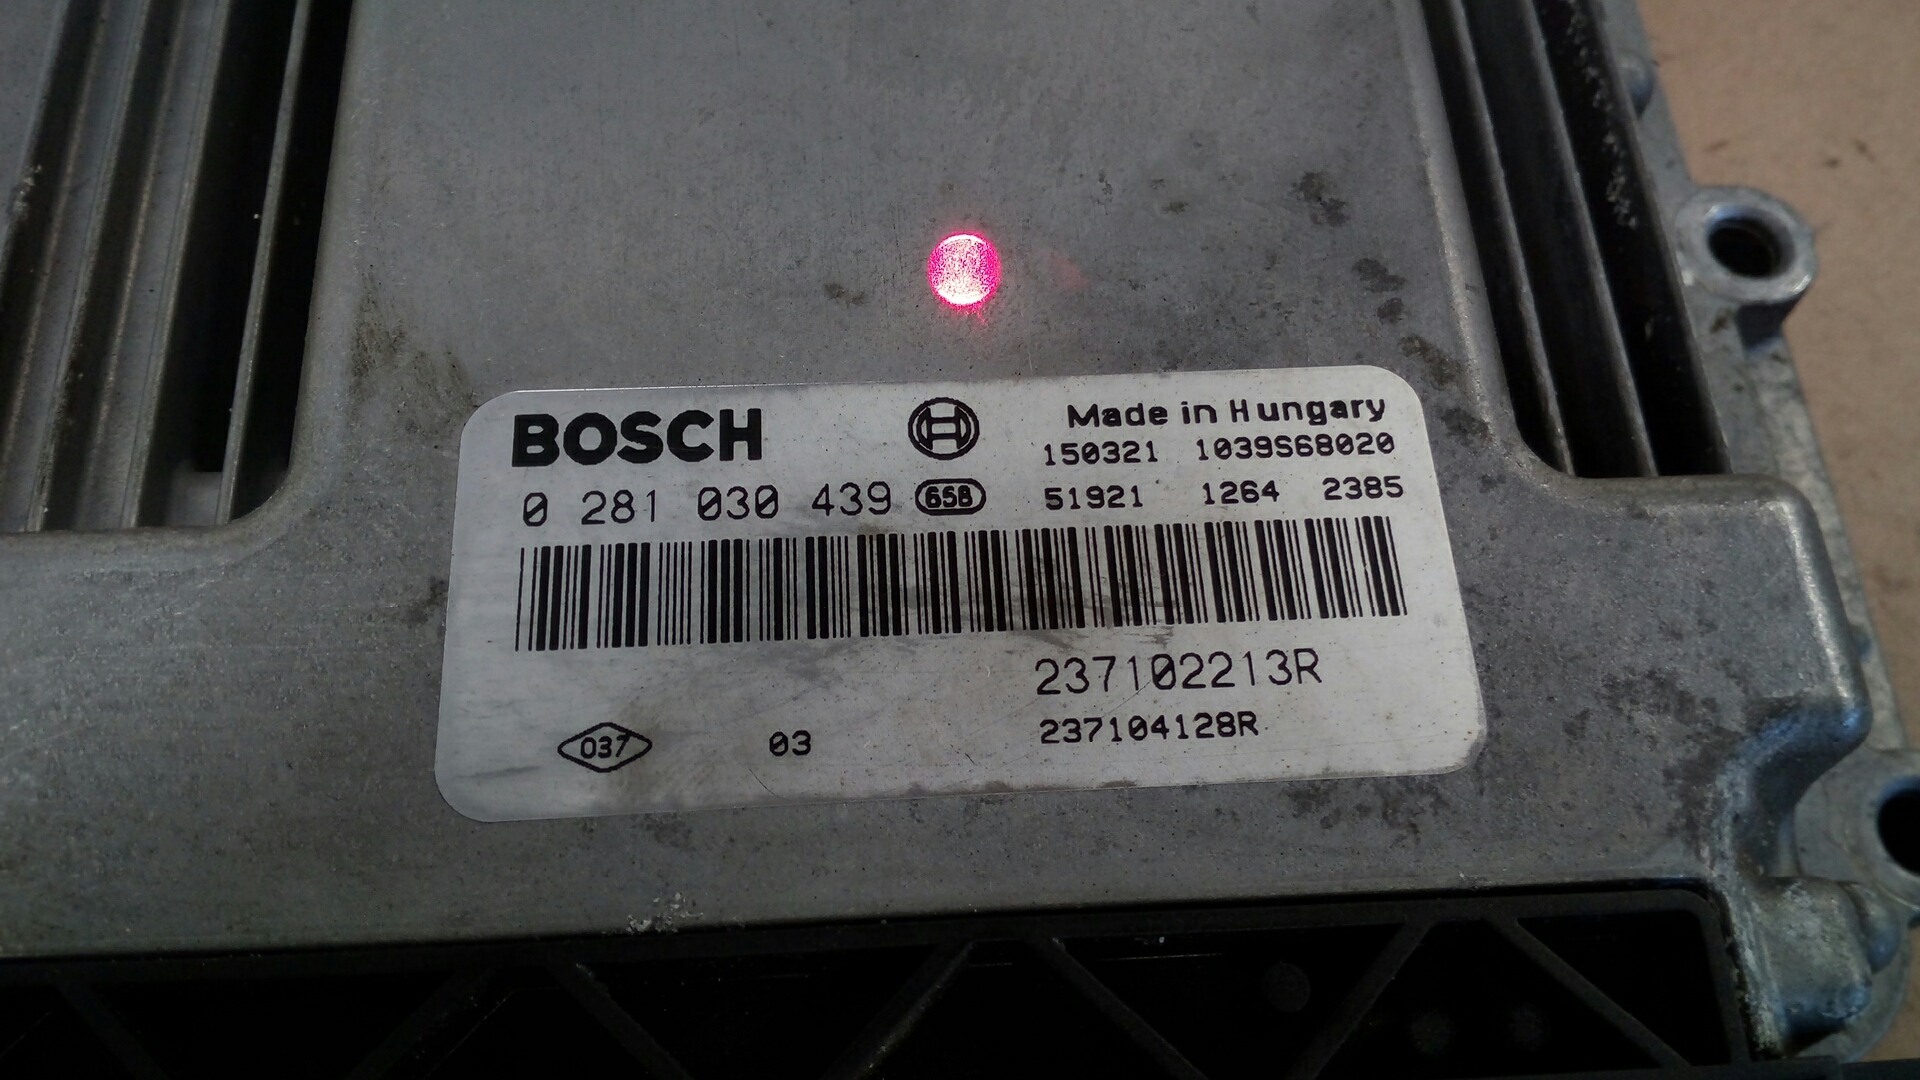 BOSCH
Made in Hungary
150321 1039S68020
0 281 030 439 658 51921 1264 2385
237102213R
037 03 237104128R